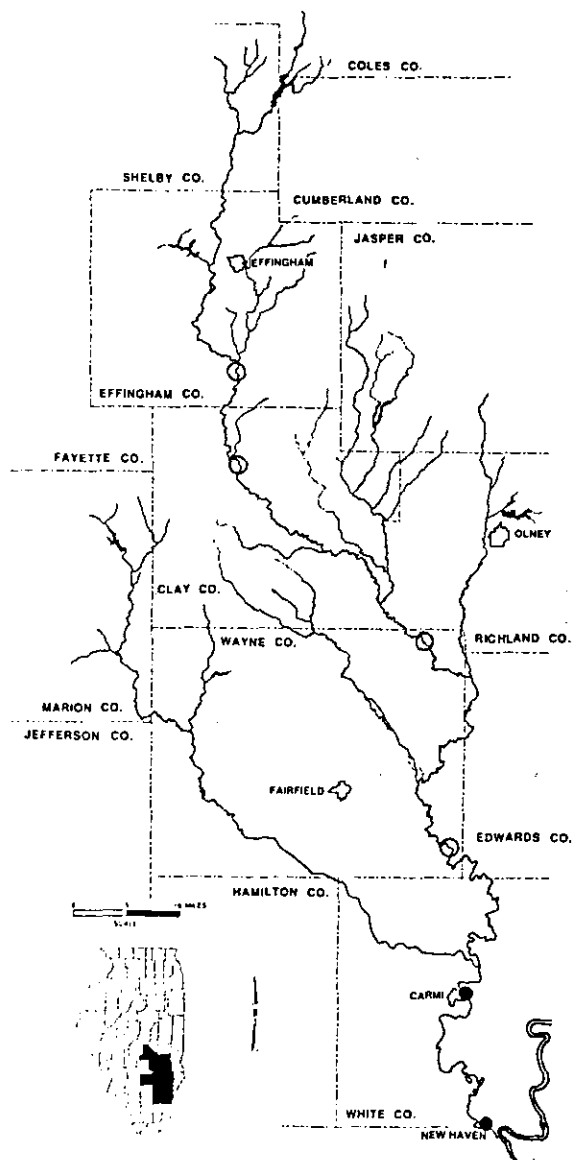 COLES CO.
SHELBY CO.
CUMBERLAND CO.
JASPER CO.
EFFINGHAM
EFFINGHAM CO.
FAYETTE CO.
OLNEY
CLAY CO.
WAYNE CO.
RICHLAND CO.
MARION CO.
JEFFERSON CO.
FAIRFIELD
EDWARDS CO.
HAMILTON CO.
MILES
SCALE
CARMI
WHITE CO.
NEW HAVEN